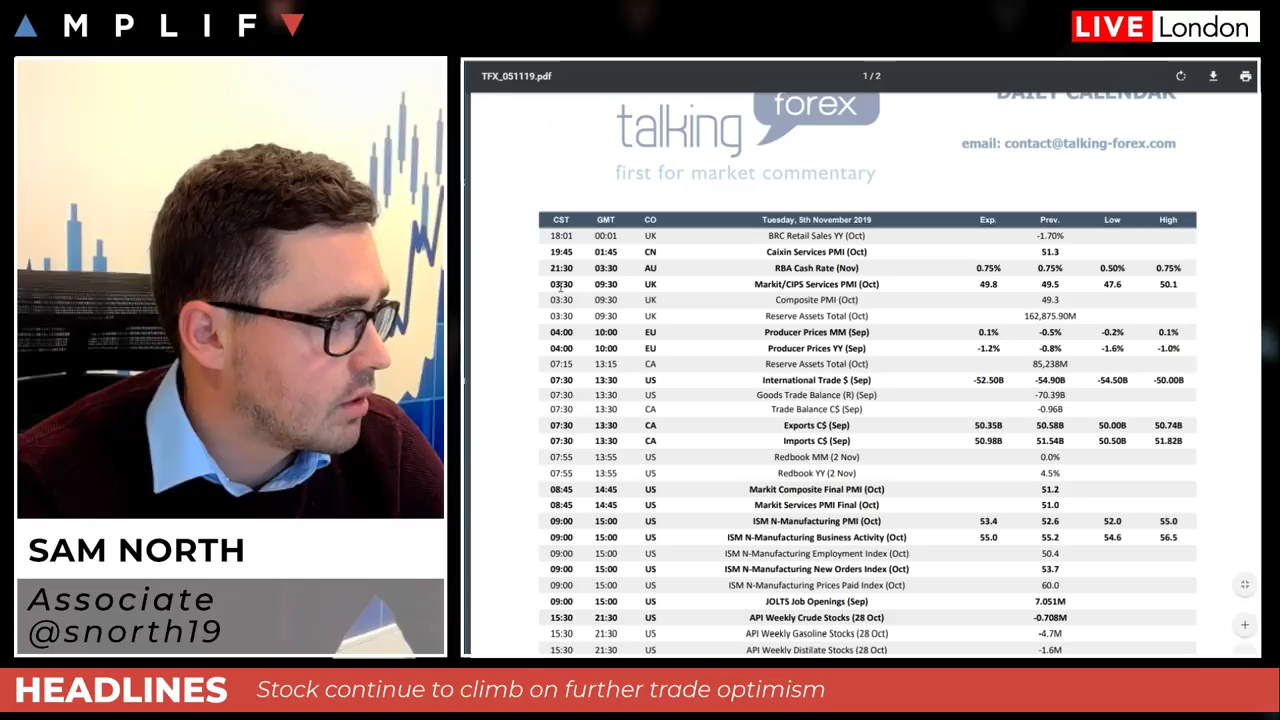 AMPLIFY
LIVE London
TFX_051119.pdf 1 / 2
talking forex
DAILY CALENDAR
email: contact@talking-forex.com
first for market commentary
CST GMT CO Tuesday, 5th November 2019 Exp. Prev. Low High
18:01 00:01 UK BRC Retail Sales YY (Oct) -1.70%
19:45 01:45 CN Caixin Services PMI (Oct) 51.3
21:30 03:30 AU RBA Cash Rate (Nov) 0.75% 0.75% 0.50% 0.75%
03:30 09:30 UK Markit/CIPS Services PMI (Oct) 49.8 49.5 47.6 50.1
03:30 09:30 UK Composite PMI (Oct) 49.3
03:30 09:30 UK Reserve Assets Total (Oct) 162,875.90M
04:00 10:00 EU Producer Prices MM (Sep) 0.1% -0.5% -0.2% 0.1%
04:00 10:00 EU Producer Prices YY (Sep) -1.2% -0.8% -1.6% -1.0%
07:15 13:15 CA Reserve Assets Total (Oct) 85,238M
07:30 13:30 US International Trade $ (Sep) -52.50B -54.90B -54.50B -50.00B
07:30 13:30 US Goods Trade Balance (R) (Sep) -70.39B
07:30 13:30 CA Trade Balance C$ (Sep) -0.96B
07:30 13:30 CA Exports C$ (Sep) 50.35B 50.58B 50.00B 50.74B
07:30 13:30 CA Imports C$ (Sep) 50.98B 51.54B 50.50B 51.82B
07:55 13:55 US Redbook MM (2 Nov) 0.0%
07:55 13:55 US Redbook YY (2 Nov) 4.5%
08:45 14:45 US Markit Composite Final PMI (Oct) 51.2
08:45 14:45 US Markit Services PMI Final (Oct) 51.0
09:00 15:00 US ISM N-Manufacturing PMI (Oct) 53.4 52.6 52.0 55.0
09:00 15:00 US ISM N-Manufacturing Business Activity (Oct) 55.0 55.2 54.6 56.5
09:00 15:00 US ISM N-Manufacturing Employment Index (Oct) 50.4
09:00 15:00 US ISM N-Manufacturing New Orders Index (Oct) 53.7
09:00 15:00 US ISM N-Manufacturing Prices Paid Index (Oct) 60.0
09:00 15:00 US JOLTS Job Openings (Sep) 7.051M
15:30 21:30 US API Weekly Crude Stocks (28 Oct) -0.708M
15:30 21:30 US API Weekly Gasoline Stocks (28 Oct) -4.7M
15:30 21:30 US API Weekly Distilate Stocks (28 Oct) -1.6M
SAM NORTH
Associate
@snorth19
HEADLINES Stock continue to climb on further trade optimism